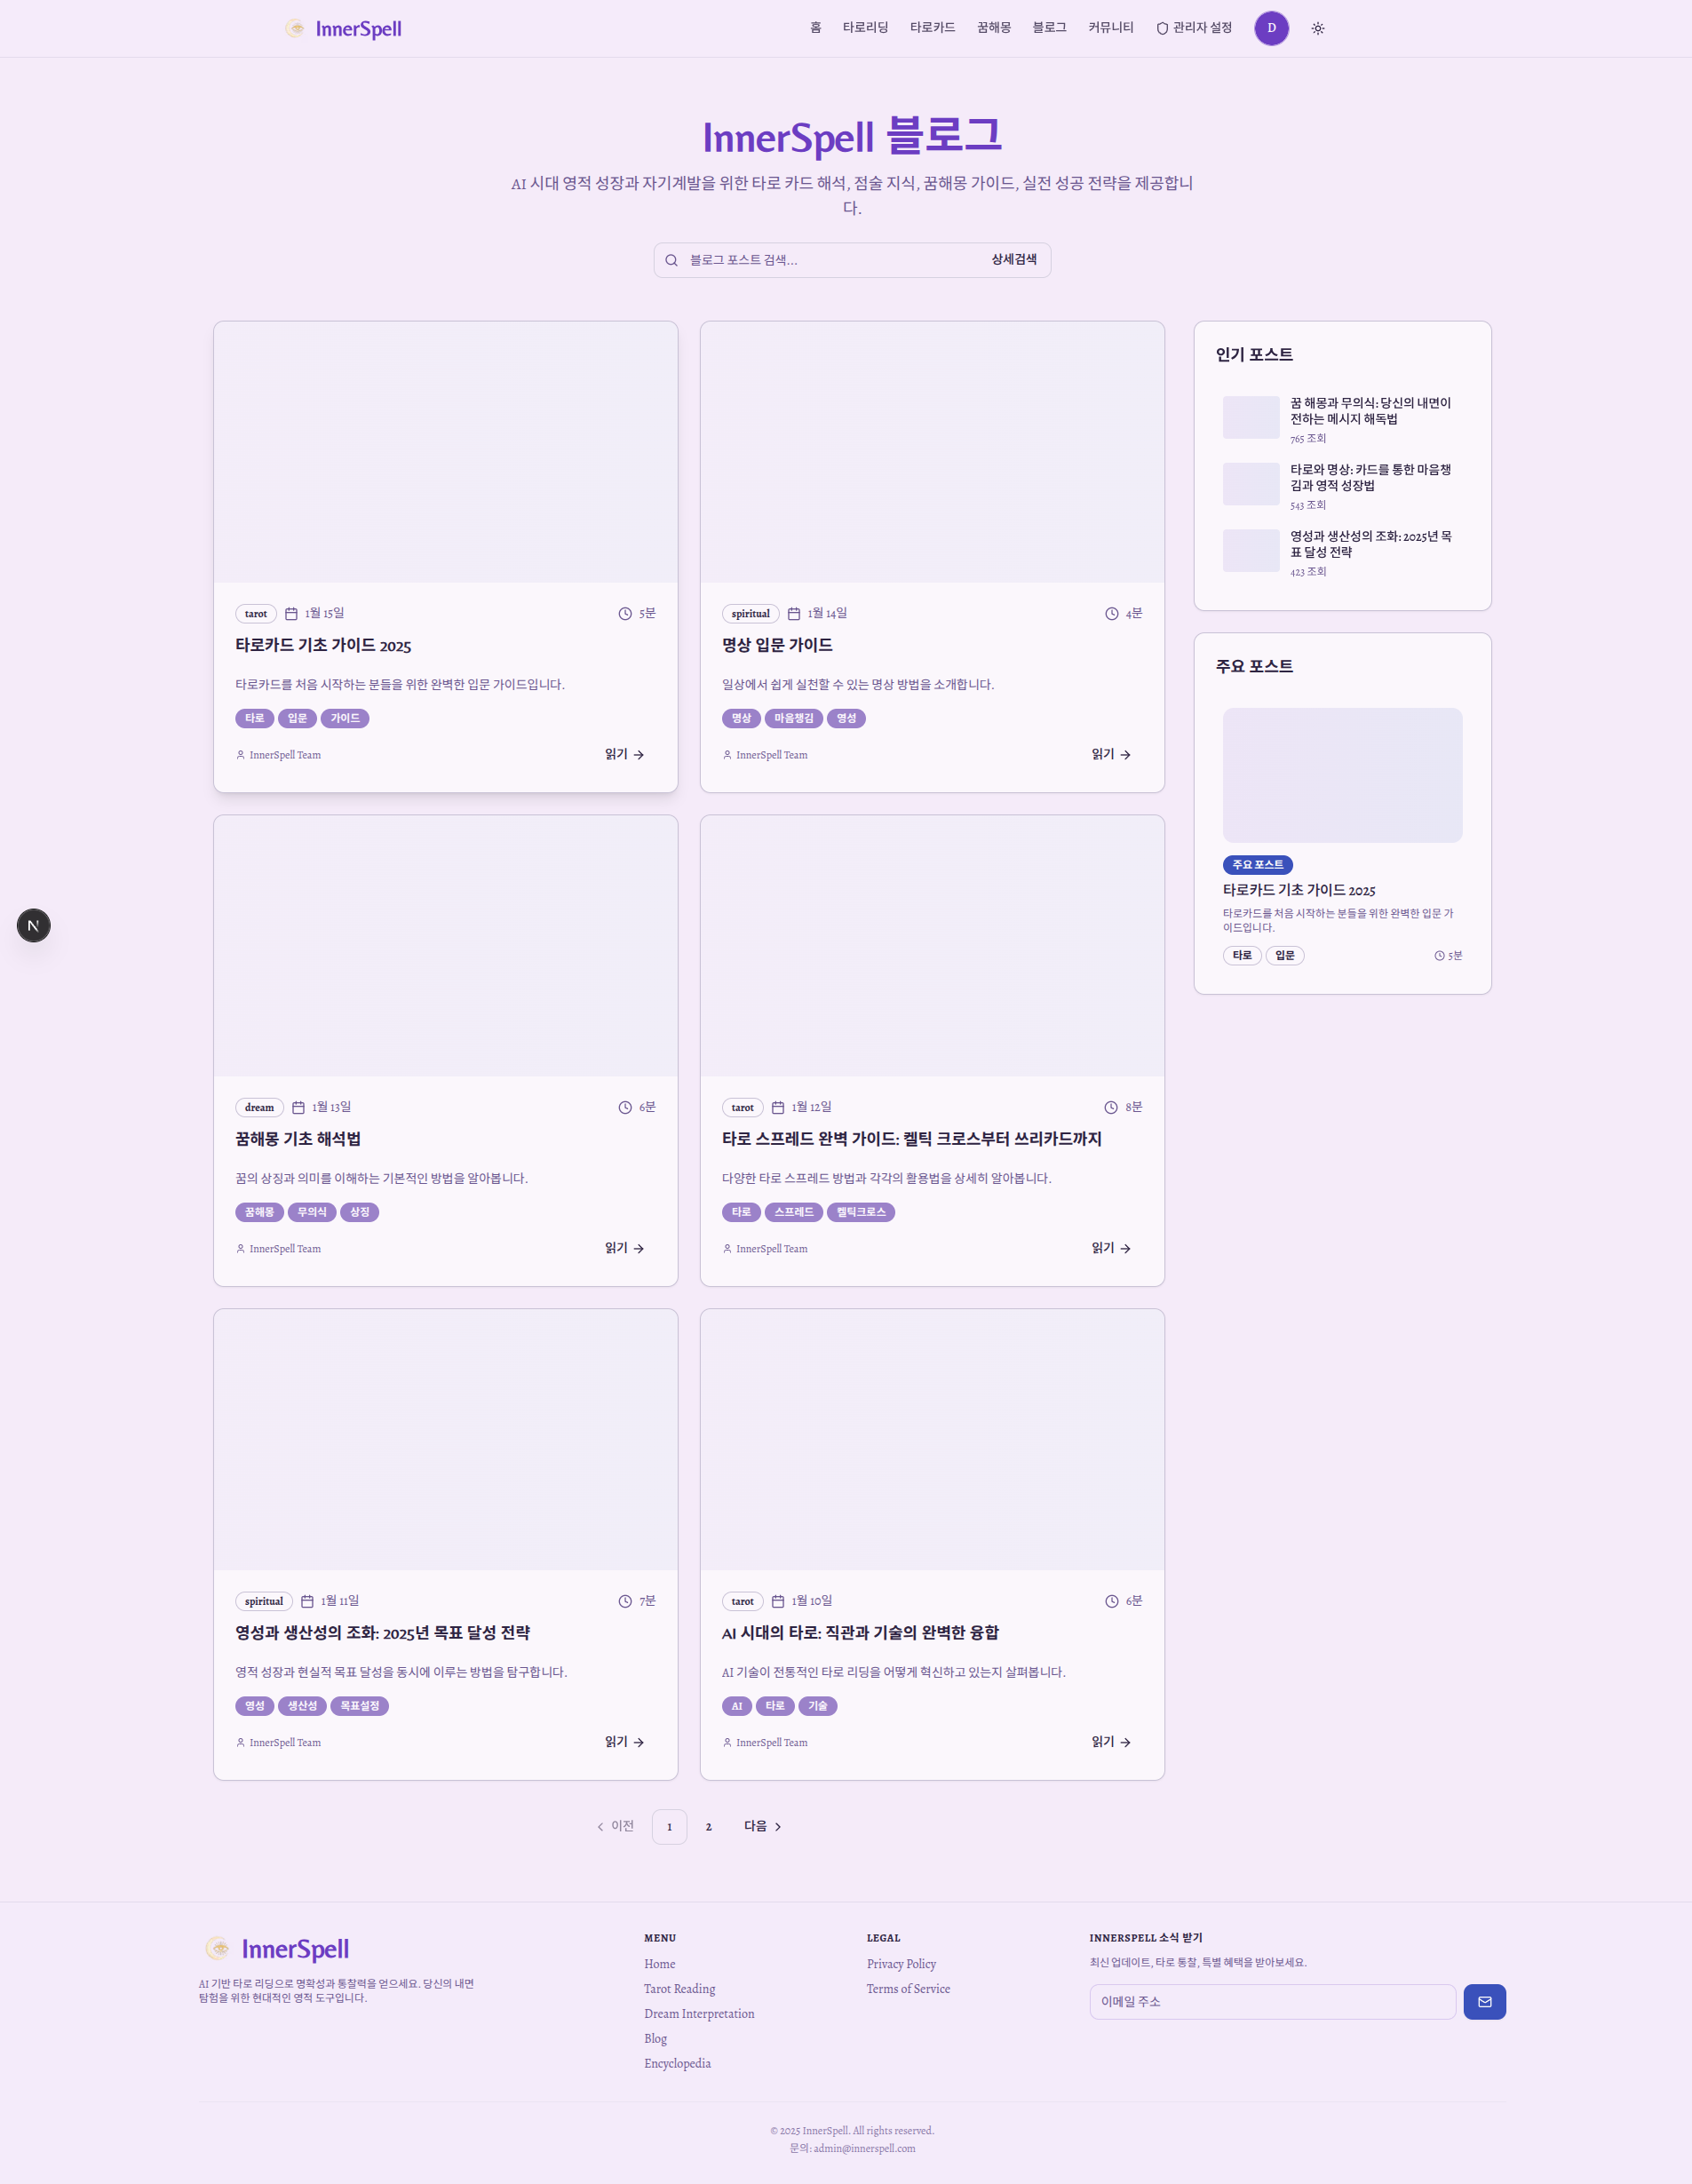 InnerSpell
홈
타로리딩
타로카드
꿈해몽
블로그
커뮤니티
관리자 설정
D
InnerSpell 블로그
AI 시대 영적 성장과 자기계발을 위한 타로 카드 해석, 점술 지식, 꿈해몽 가이드, 실전 성공 전략을 제공합니
다.
블로그 포스트 검색...
상세검색
tarot
1월 15일
5분
타로카드 기초 가이드 2025
타로카드를 처음 시작하는 분들을 위한 완벽한 입문 가이드입니다.
타로
입문
가이드
InnerSpell Team
읽기
spiritual
1월 14일
4분
명상 입문 가이드
일상에서 쉽게 실천할 수 있는 명상 방법을 소개합니다.
명상
마음챙김
영성
InnerSpell Team
읽기
dream
1월 13일
6분
꿈해몽 기초 해석법
꿈의 상징과 의미를 이해하는 기본적인 방법을 알아봅니다.
꿈해몽
무의식
상징
InnerSpell Team
읽기
tarot
1월 12일
8분
타로 스프레드 완벽 가이드: 켈틱 크로스부터 쓰리카드까지
다양한 타로 스프레드 방법과 각각의 활용법을 상세히 알아봅니다.
타로
스프레드
켈틱크로스
InnerSpell Team
읽기
spiritual
1월 11일
7분
영성과 생산성의 조화: 2025년 목표 달성 전략
영적 성장과 현실적 목표 달성을 동시에 이루는 방법을 탐구합니다.
영성
생산성
목표설정
InnerSpell Team
읽기
tarot
1월 10일
6분
AI 시대의 타로: 직관과 기술의 완벽한 융합
AI 기술이 전통적인 타로 리딩을 어떻게 혁신하고 있는지 살펴봅니다.
AI
타로
기술
InnerSpell Team
읽기
이전
1
2
다음
인기 포스트
꿈 해몽과 무의식: 당신의 내면이
전하는 메시지 해독법
765 조회
타로와 명상: 카드를 통한 마음챙
김과 영적 성장법
543 조회
영성과 생산성의 조화: 2025년 목
표 달성 전략
423 조회
주요 포스트
주요 포스트
타로카드 기초 가이드 2025
타로카드를 처음 시작하는 분들을 위한 완벽한 입문 가
이드입니다.
타로
입문
5분
N
InnerSpell
AI 기반 타로 리딩으로 명확성과 통찰력을 얻으세요. 당신의 내면
탐험을 위한 현대적인 영적 도구입니다.
MENU
Home
Tarot Reading
Dream Interpretation
Blog
Encyclopedia
LEGAL
Privacy Policy
Terms of Service
INNERSPELL 소식 받기
최신 업데이트, 타로 통찰, 특별 혜택을 받아보세요.
이메일 주소
© 2025 InnerSpell. All rights reserved.
문의: admin@innerspell.com